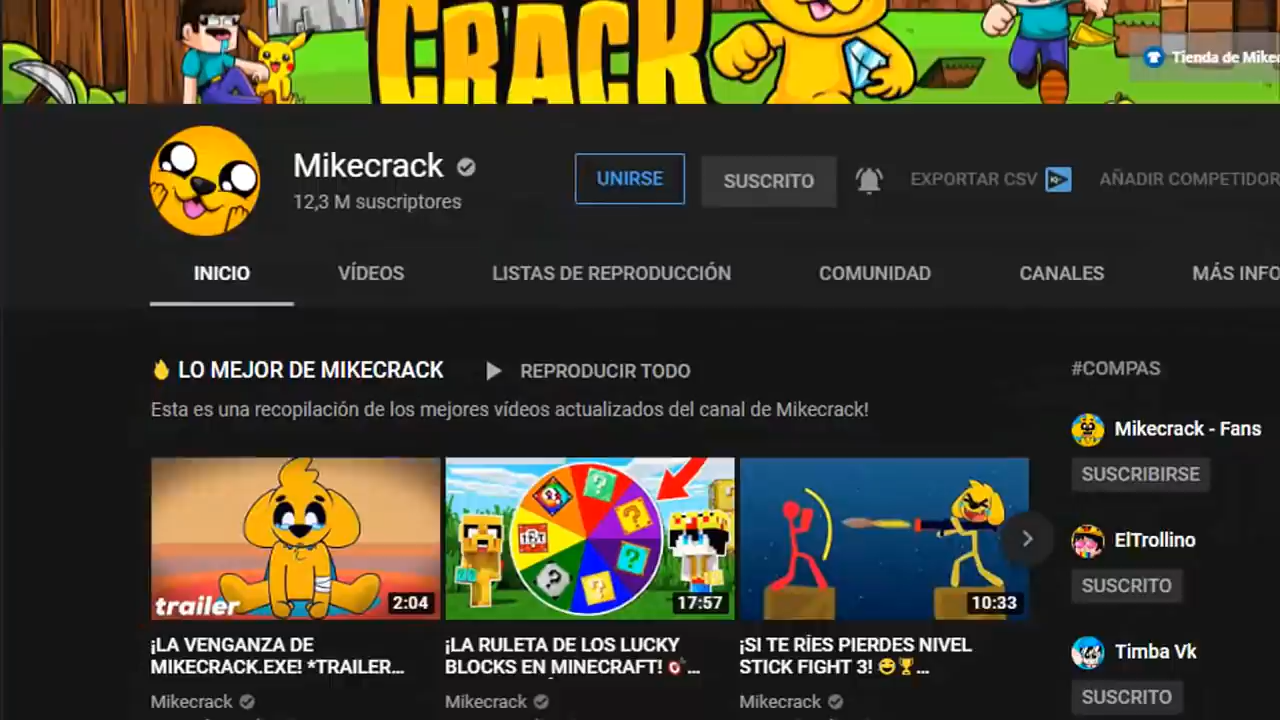 CRACK
Tienda de Mikec
Mikecrack
12,3 M suscriptores
UNIRSE
SUSCRITO
EXPORTAR CSV
AÑADIR COMPETIDOR
INICIO
VÍDEOS
LISTAS DE REPRODUCCIÓN
COMUNIDAD
CANALES
MÁS INFO
LO MEJOR DE MIKECRACK
REPRODUCIR TODO
Esta es una recopilación de los mejores vídeos actualizados del canal de Mikecrack!
#COMPAS
Mikecrack - Fans
SUSCRIBIRSE
ElTrollino
SUSCRITO
Timba Vk
SUSCRITO
trailer
2:04
TNT
17:57
10:33
¡LA VENGANZA DE
MIKECRACK.EXE! *TRAILER...
Mikecrack
¡LA RULETA DE LOS LUCKY
BLOCKS EN MINECRAFT! 🎯...
Mikecrack
¡SI TE RÍES PIERDES NIVEL
STICK FIGHT 3! 😂🏆...
Mikecrack